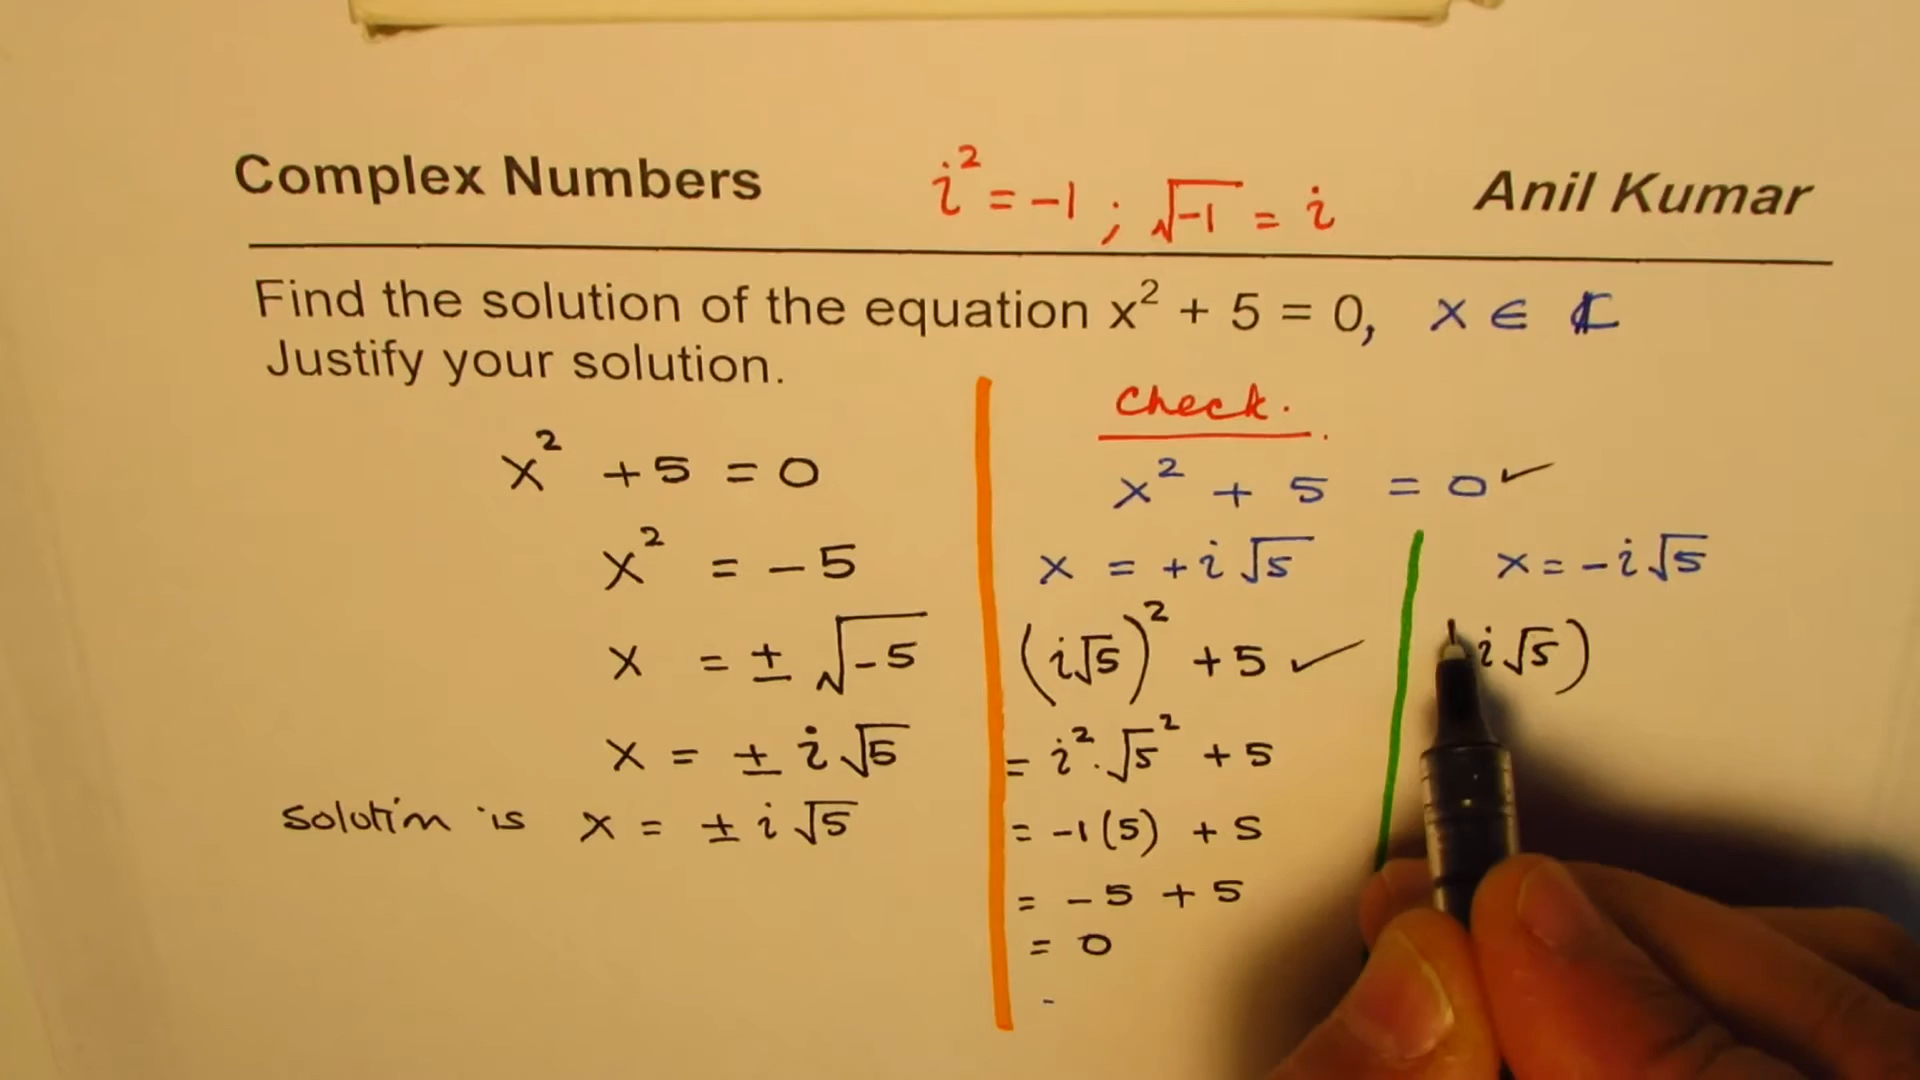 Complex Numbers i² = -1 ; √-1 = i Anil Kumar
Find the solution of the equation x² + 5 = 0, x ∈ ℂ
Justify your solution.
x² + 5 = 0
x² = -5
x = ± √-5
x = ± i√5
solution is x = ± i√5
Check.
x² + 5 = 0 ✓
x = +i√5
(i√5)² + 5 ✓
= i² · √5² + 5
= -1(5) + 5
= -5 + 5
= 0
x = -i√5
i√5)